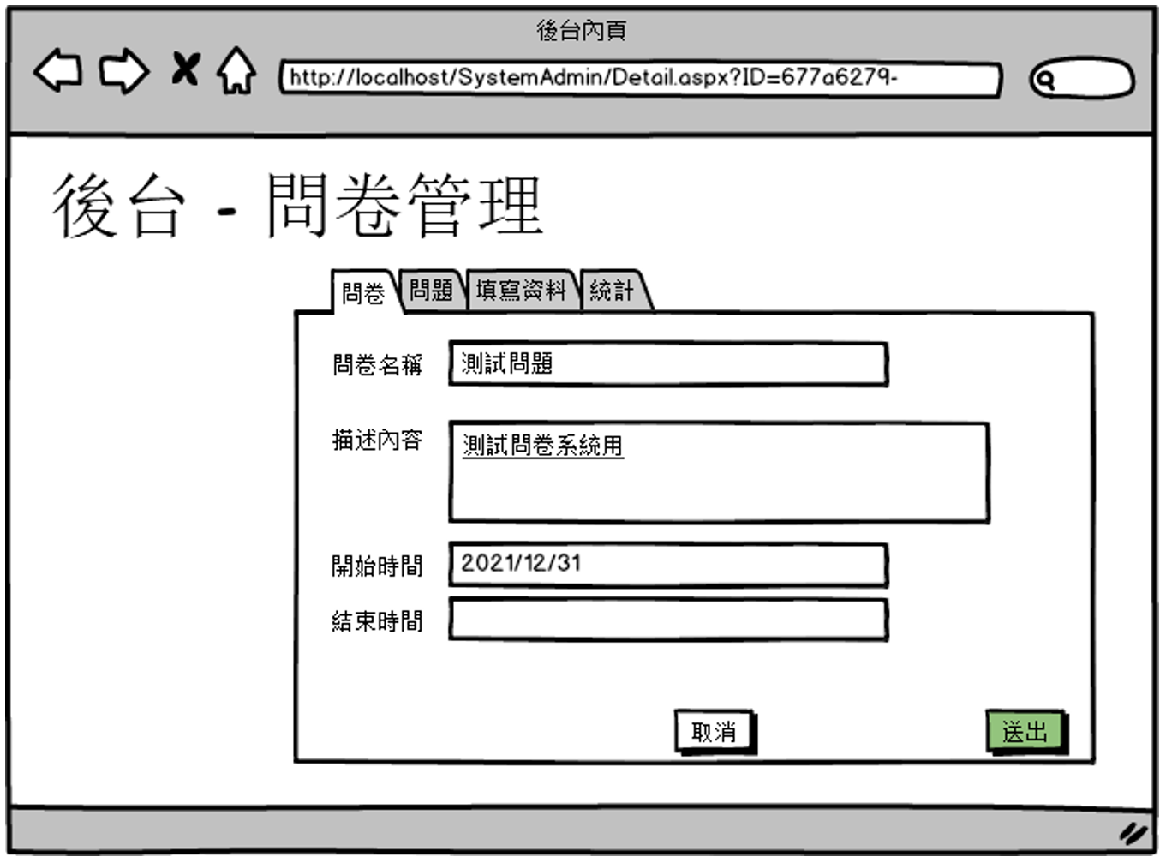 後台內頁
http://localhost/SystemAdmin/Detail.aspx?ID=677a6279-
後台 - 問卷管理
問卷 問題 填寫資料 統計
問卷名稱 測試問題
描述內容 測試問卷系統用
開始時間 2021/12/31
結束時間
取消 送出